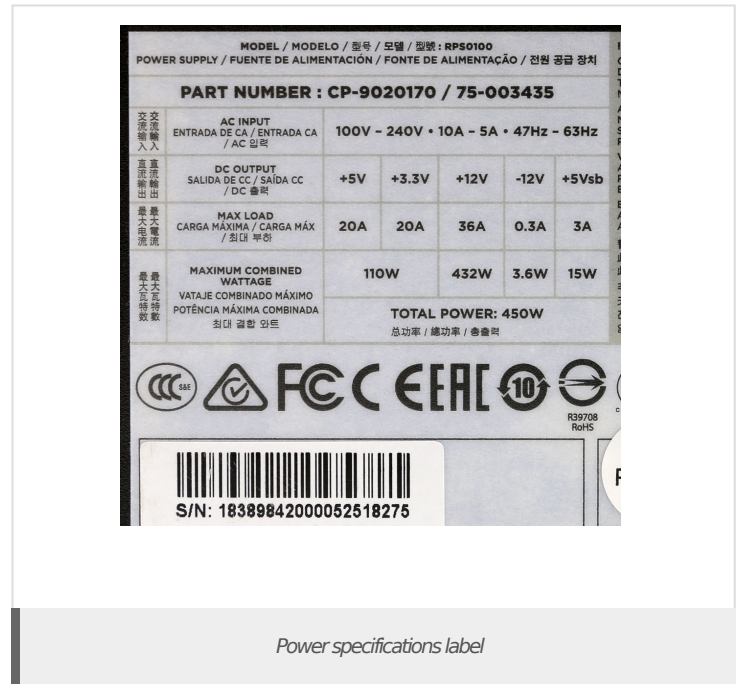 MODEL / MODELO / 型号 / 모델 / 型號 : RPS0100
POWER SUPPLY / FUENTE DE ALIMENTACIÓN / FONTE DE ALIMENTAÇÃO / 전원 공급 장치
PART NUMBER : CP-9020170 / 75-003435
交流输入 交流輸入
AC INPUT
ENTRADA DE CA / ENTRADA CA
/ AC 입력
100V – 240V • 10A – 5A • 47Hz – 63Hz
直流输出 直流輸出
DC OUTPUT
SALIDA DE CC / SAÍDA CC
/ DC 출력
+5V +3.3V +12V -12V +5Vsb
最大电流 最大電流
MAX LOAD
CARGA MÁXIMA / CARGA MÁX
/ 최대 부하
20A 20A 36A 0.3A 3A
最大瓦特数 最大瓦特數
MAXIMUM COMBINED
WATTAGE
VATAJE COMBINADO MÁXIMO
POTÊNCIA MÁXIMA COMBINADA
최대 결합 와트
110W 432W 3.6W 15W
TOTAL POWER: 450W
总功率 / 總功率 / 총출력
CCC S&E FCC CE EAC 10
R39708
RoHS
S/N: 18389842000052518275
Power specifications label